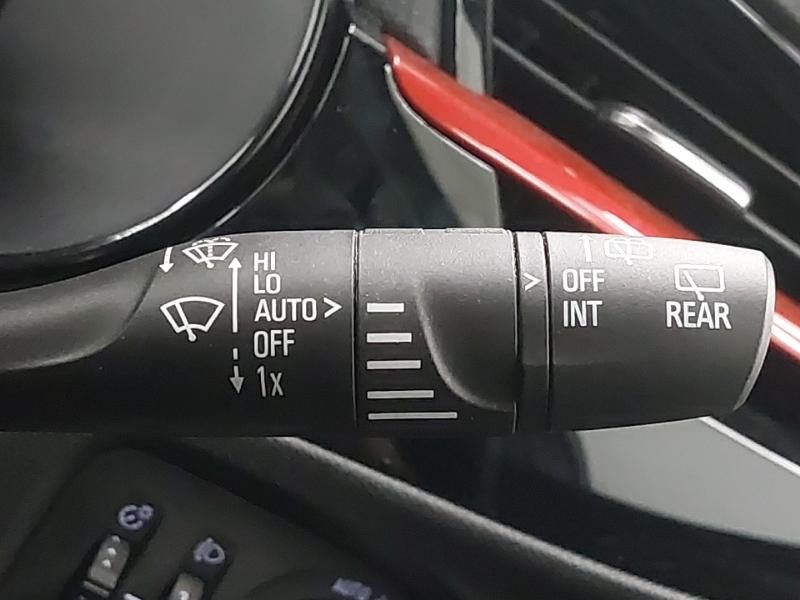 HI
LO
AUTO >
OFF
1x
> OFF
INT
REAR